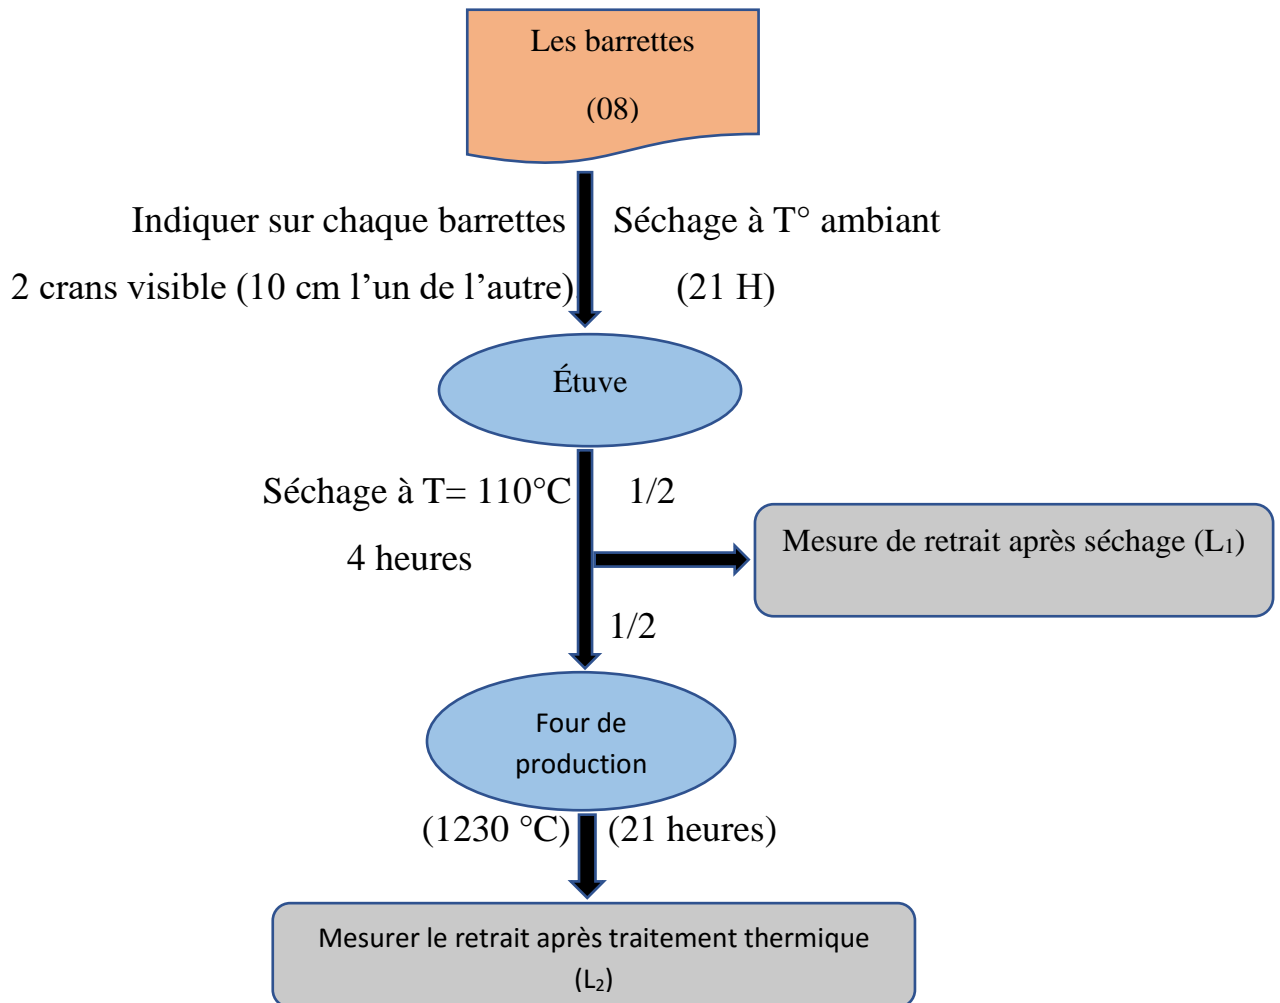 Les barrettes
(08)
Indiquer sur chaque barrettes
2 crans visible (10 cm l’un de l’autre)
Séchage à T° ambiant
(21 H)
Étuve
Séchage à T= 110°C
4 heures
1/2
Mesure de retrait après séchage (L₁)
1/2
Four de
production
(1230 °C)
(21 heures)
Mesurer le retrait après traitement thermique
(L₂)